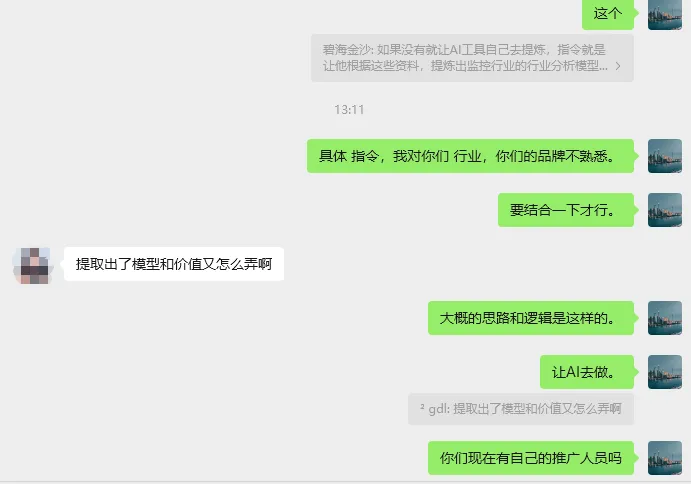 这个
碧海金沙: 如果没有就让AI工具自己去提炼，指令就是
让他根据这些资料，提炼出监控行业的行业分析模型...
13:11
具体 指令，我对你们 行业，你们的品牌不熟悉。
要结合一下才行。
提取出了模型和价值又怎么弄啊
大概的思路和逻辑是这样的。
让AI去做。
² gdl: 提取出了模型和价值又怎么弄啊
你们现在有自己的推广人员吗